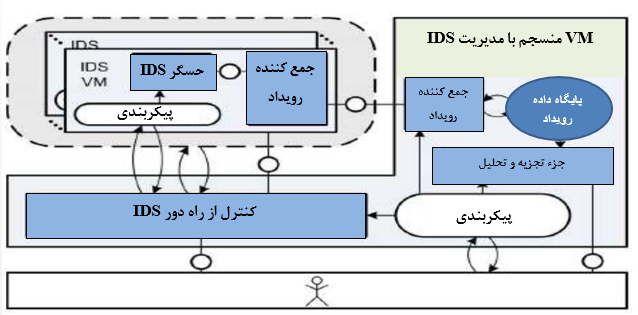 IDS
IDS
VM
حسگر IDS
جمع کننده
رویداد
پیکربندی
VM منسجم با مدیریت IDS
جمع کننده
رویداد
پایگاه داده
رویداد
جزء تجزیه و تحلیل
کنترل از راه دور IDS
پیکربندی